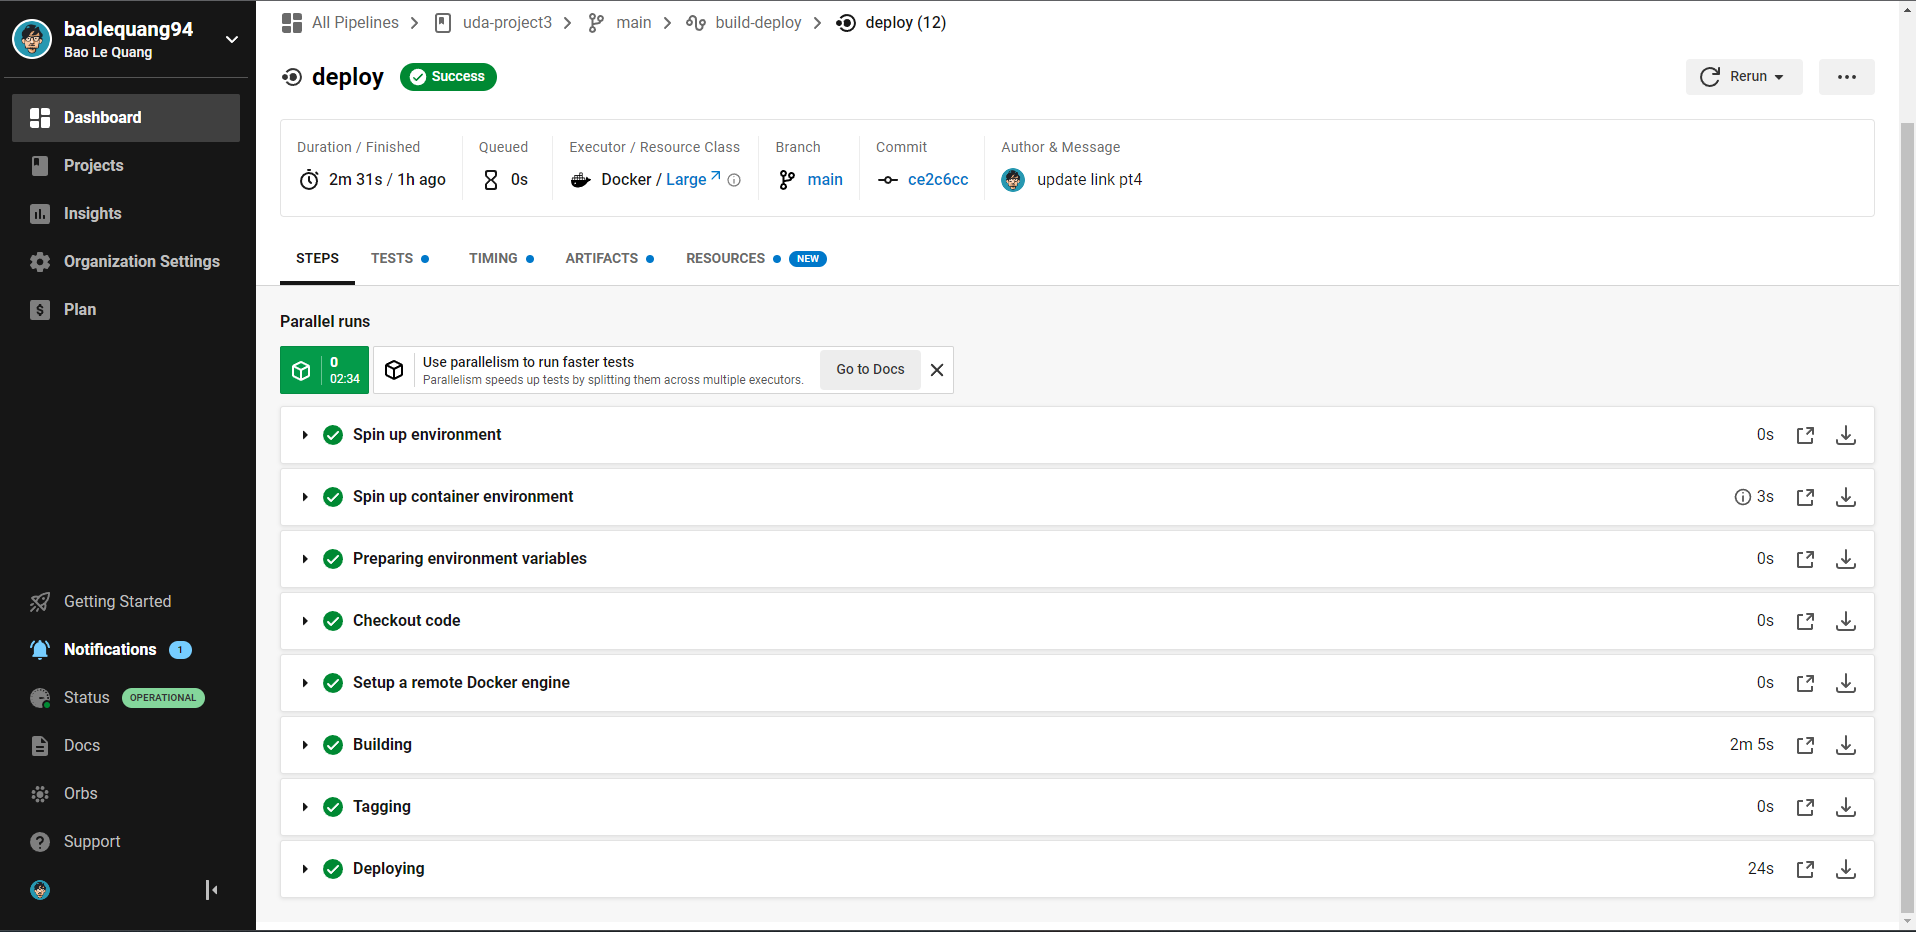 baolequang94
Bao Le Quang
Dashboard
Projects
Insights
Organization Settings
Plan
Getting Started
Notifications 1
Status OPERATIONAL
Docs
Orbs
Support
All Pipelines uda-project3 main build-deploy deploy (12)
deploy Success
Rerun
Duration / Finished
2m 31s / 1h ago
Queued
0s
Executor / Resource Class
Docker / Large
Branch
main
Commit
ce2c6cc
Author & Message
update link pt4
STEPS TESTS TIMING ARTIFACTS RESOURCES NEW
Parallel runs
0
02:34
Use parallelism to run faster tests
Parallelism speeds up tests by splitting them across multiple executors.
Go to Docs
Spin up environment 0s
Spin up container environment 3s
Preparing environment variables 0s
Checkout code 0s
Setup a remote Docker engine 0s
Building 2m 5s
Tagging 0s
Deploying 24s